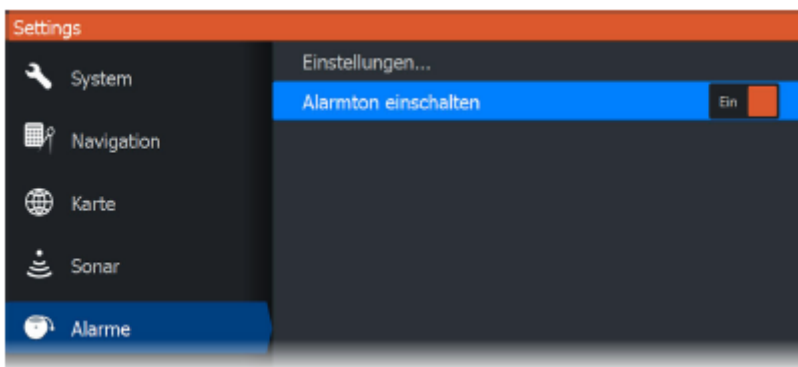 Settings
System
Navigation
Karte
Sonar
Alarme
Einstellungen...
Alarmton einschalten Ein